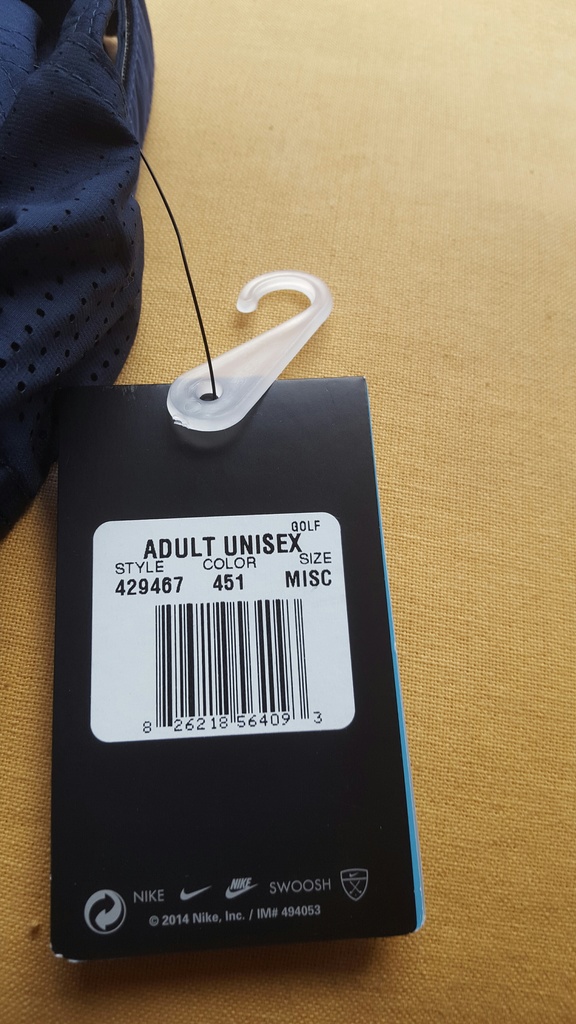 GOLF
ADULT UNISEX
STYLE COLOR SIZE
429467 451 MISC
8 26218 56409 3
NIKE NIKE SWOOSH
© 2014 Nike, Inc. / IM# 494053